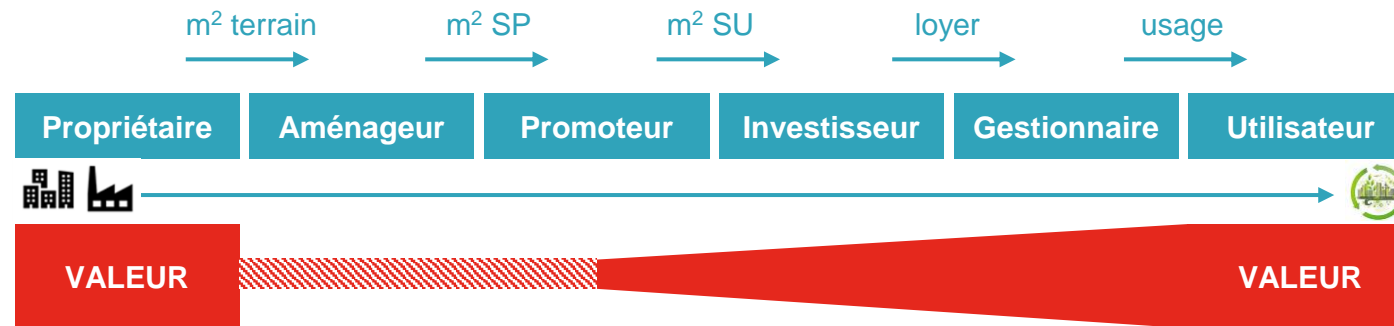 m² terrain m² SP m² SU loyer usage
Propriétaire Aménageur Promoteur Investisseur Gestionnaire Utilisateur
VALEUR VALEUR